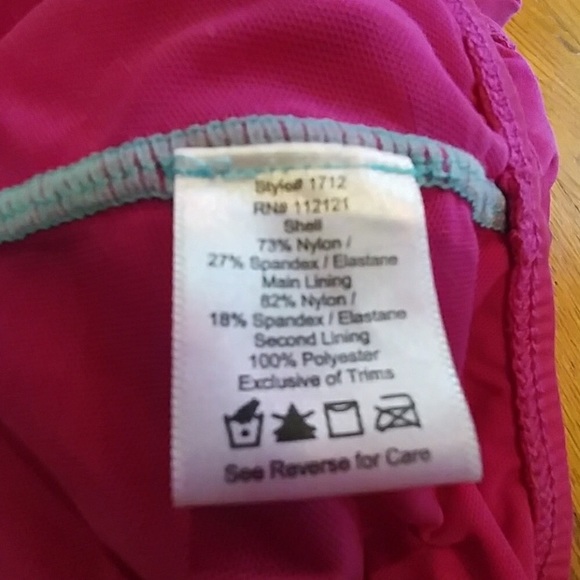 Style# 1712
RN# 112121
Shell
73% Nylon /
27% Spandex / Elastane
Main Lining
82% Nylon /
18% Spandex / Elastane
Second Lining
100% Polyester
Exclusive of Trims
See Reverse for Care